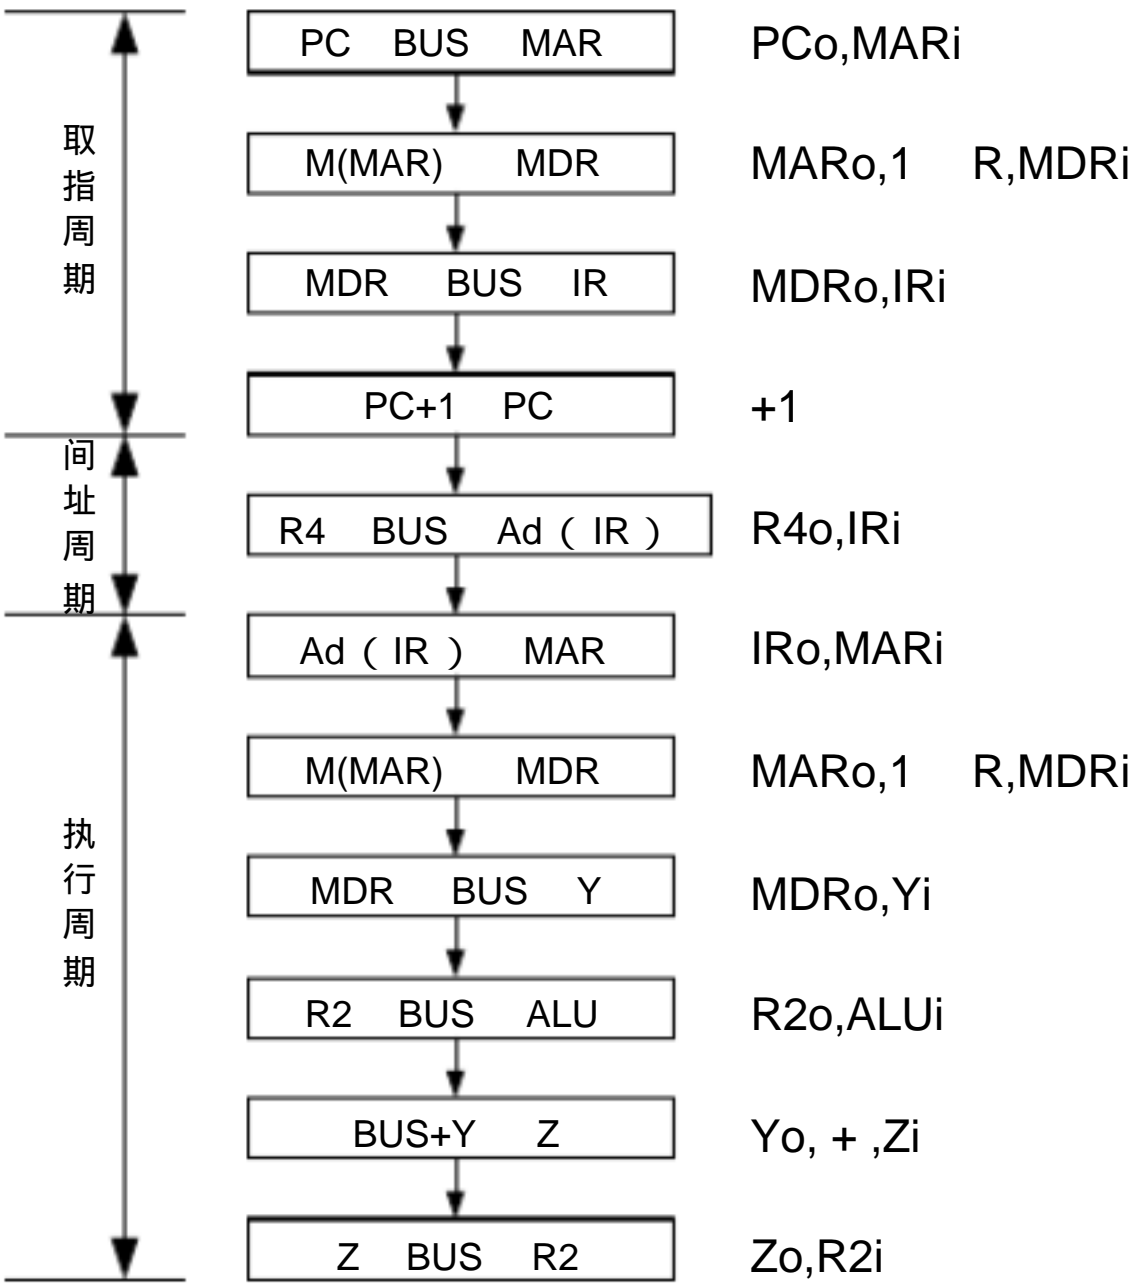 取指周期
PC BUS MAR PCo,MARi
M(MAR) MDR MARo,1 R,MDRi
MDR BUS IR MDRo,IRi
PC+1 PC +1
间址周期
R4 BUS Ad（IR） R4o,IRi
执行周期
Ad（IR） MAR IRo,MARi
M(MAR) MDR MARo,1 R,MDRi
MDR BUS Y MDRo,Yi
R2 BUS ALU R2o,ALUi
BUS+Y Z Yo, + ,Zi
Z BUS R2 Zo,R2i